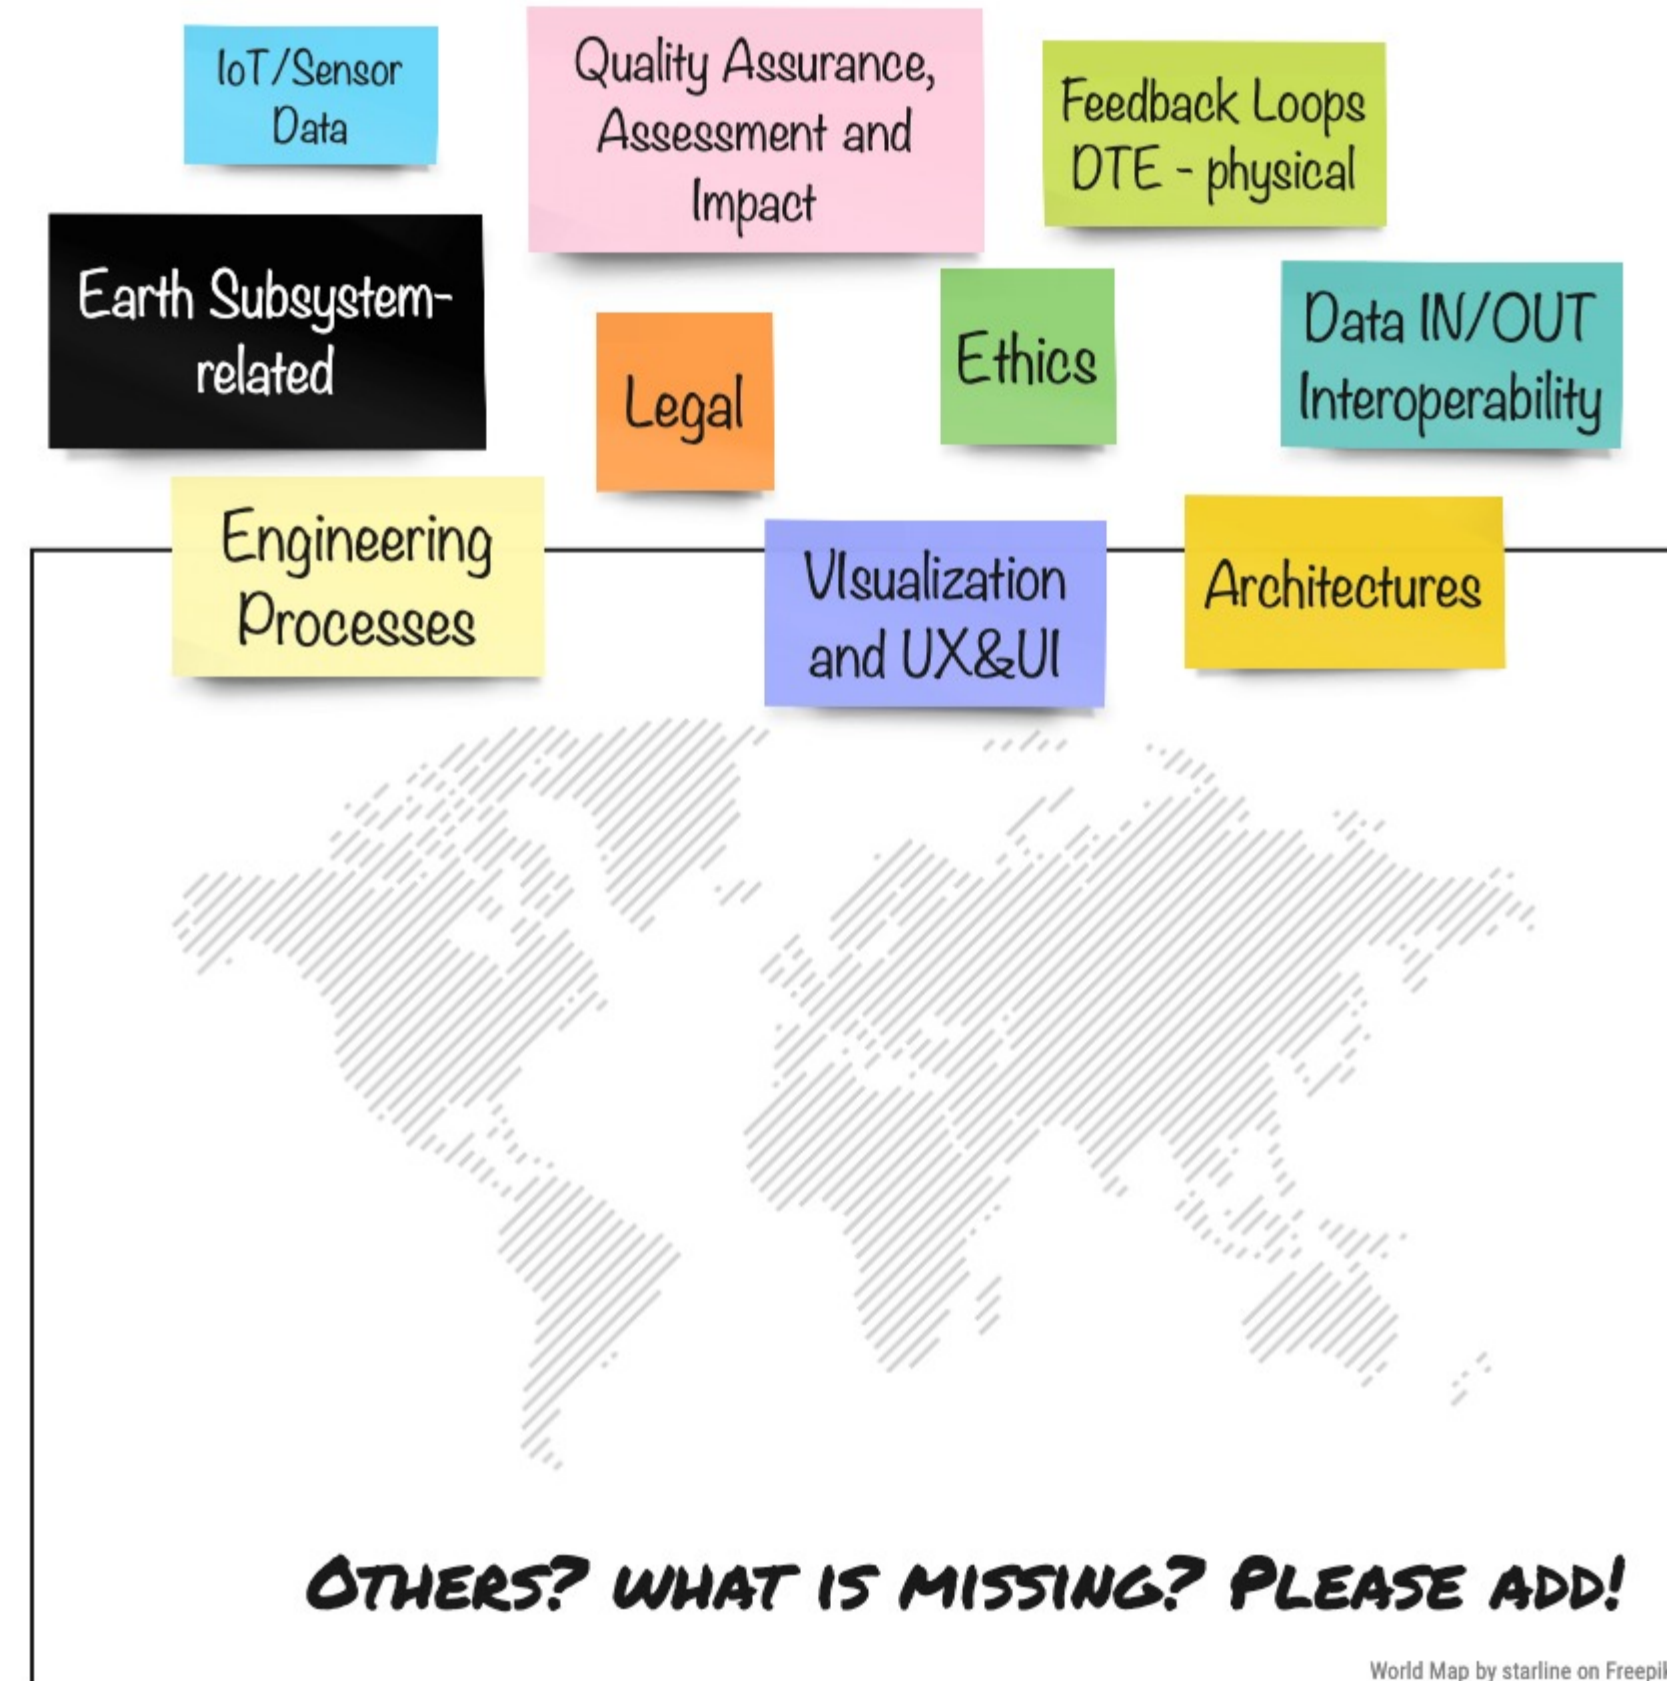 IoT/Sensor
Data
Quality Assurance,
Assessment and
Impact
Feedback Loops
DTE - physical
Earth Subsystem-
related
Legal
Ethics
Data IN/OUT
Interoperability
Engineering
Processes
VIsualization
and UX&UI
Architectures
OTHERS? WHAT IS MISSING? PLEASE ADD!
World Map by starline on Freepik